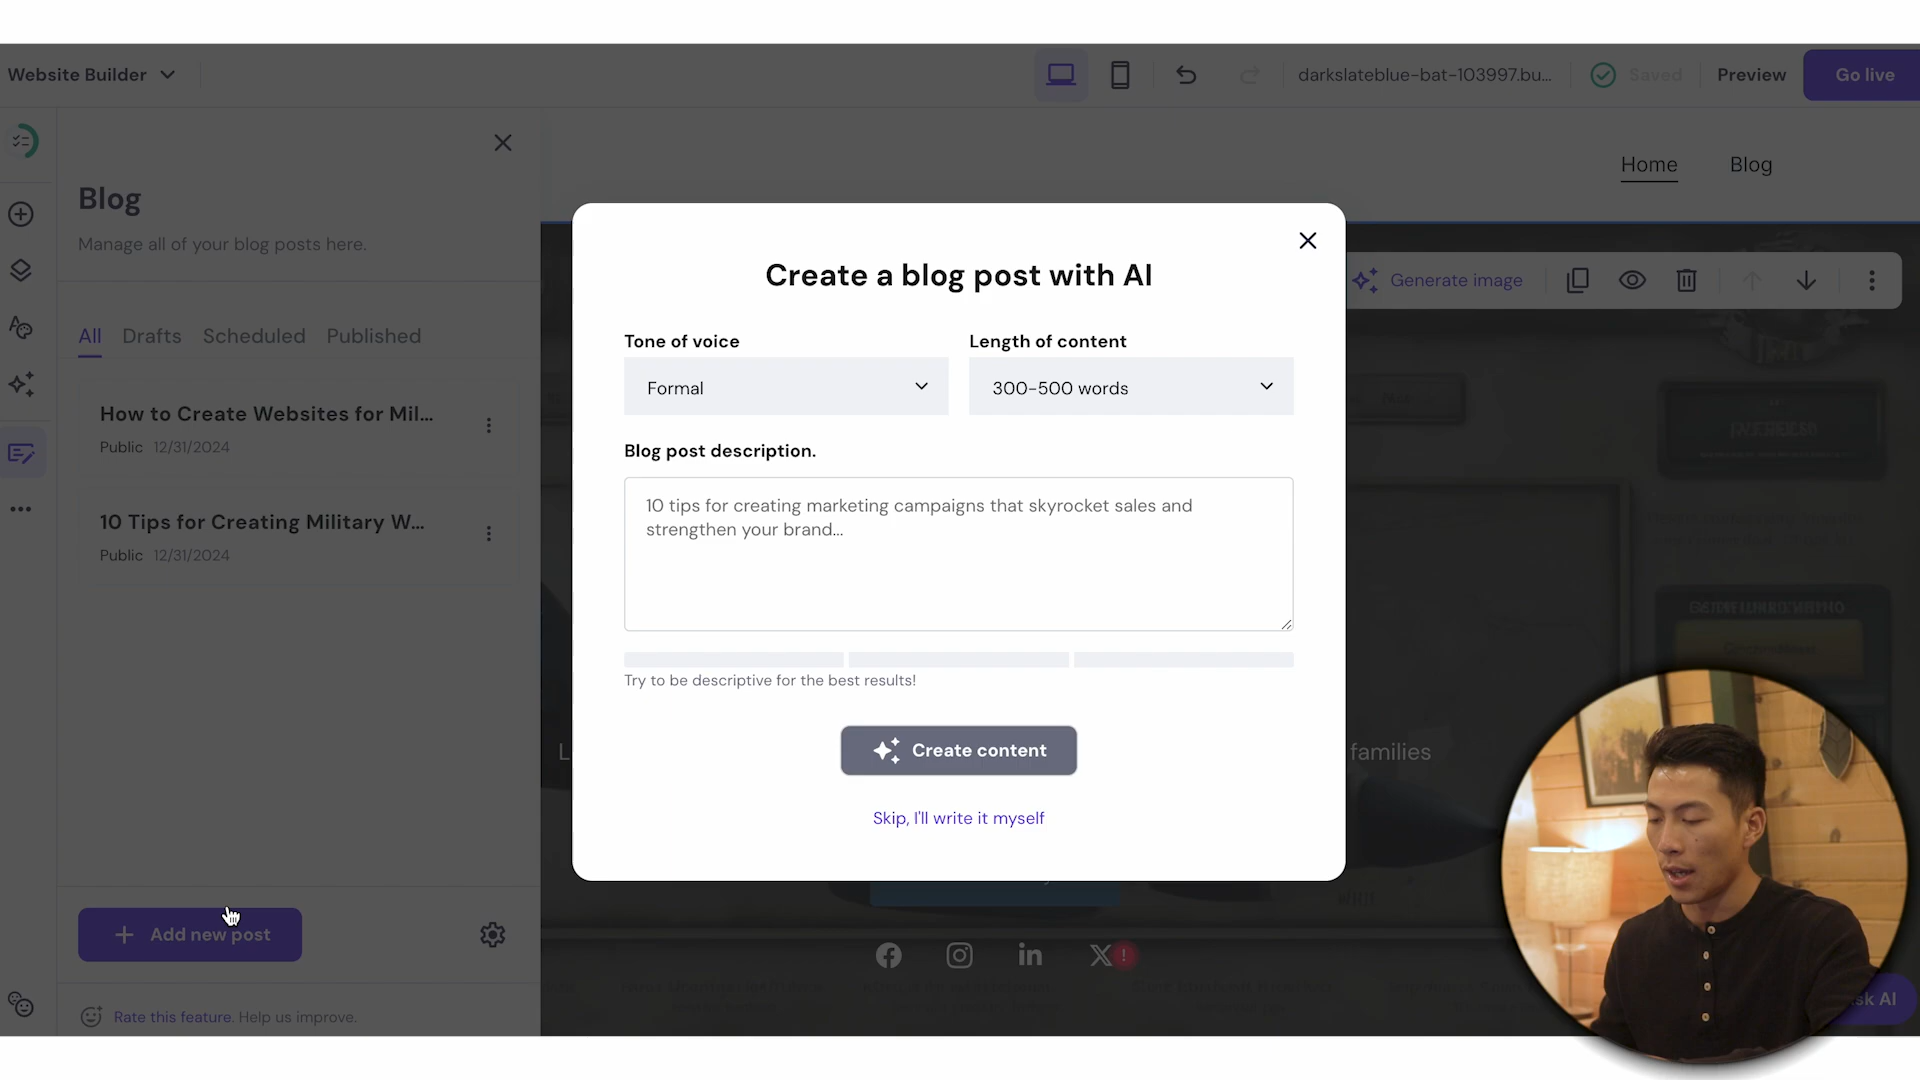 Website Builder
darkslateblue-bat-103997.bu...
Saved
Preview
Go live
Blog
Manage all of your blog posts here.
All
Drafts
Scheduled
Published
How to Create Websites for Mil...
Public 12/31/2024
10 Tips for Creating Military W...
Public 12/31/2024
Add new post
Rate this feature. Help us improve.
Home
Blog
Generate image
Create a blog post with AI
Tone of voice
Length of content
Formal
300-500 words
Blog post description.
10 tips for creating marketing campaigns that skyrocket sales and
strengthen your brand...
Try to be descriptive for the best results!
Create content
Skip, I'll write it myself
L
families
sk AI